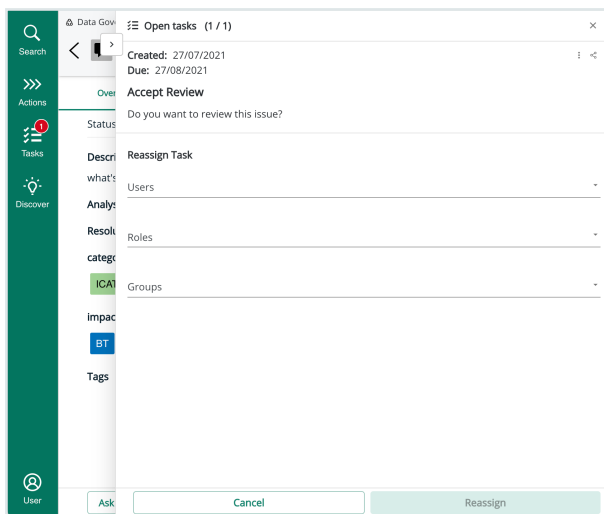 Search
Actions
1
Tasks
Discover
User
Data Gov
Over
Status
Descri
what's
Analys
Resolu
catego
ICAT
impac
BT
Tags
Ask
Open tasks (1 / 1)
Created: 27/07/2021
Due: 27/08/2021
Accept Review
Do you want to review this issue?
Reassign Task
Users
Roles
Groups
Cancel
Reassign